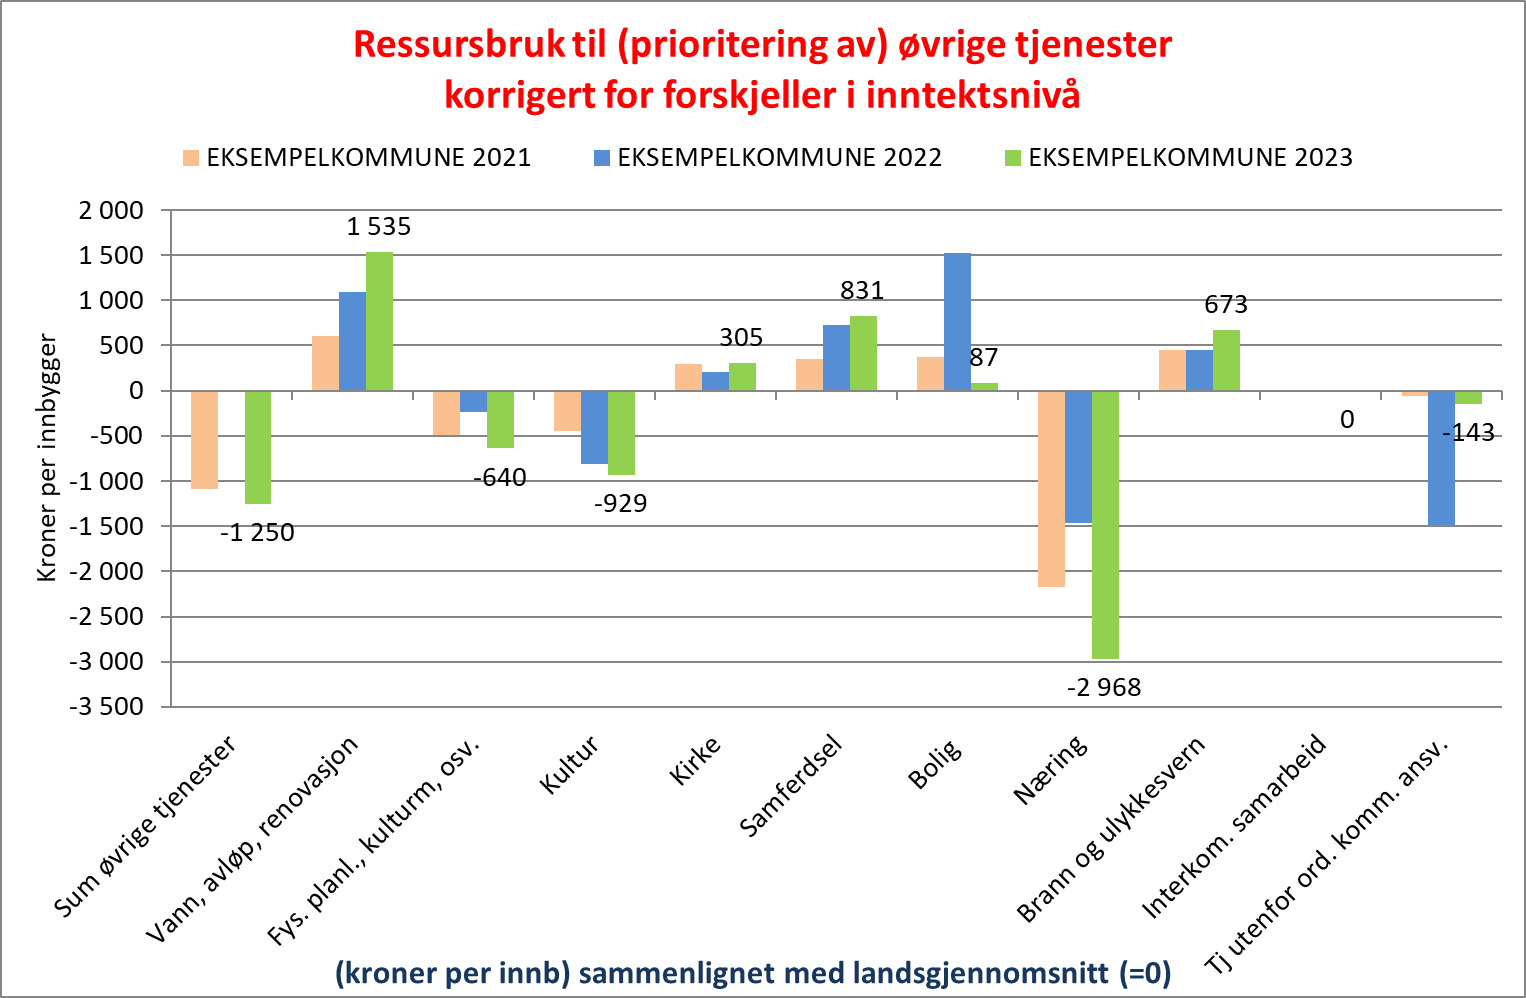 Ressursbruk til (prioritering av) øvrige tjenester
korrigert for forskjeller i inntektsnivå
EKSEMPELKOMMUNE 2021
EKSEMPELKOMMUNE 2022
EKSEMPELKOMMUNE 2023
Kroner per innbygger
2 000
1 500
1 000
500
0
-500
-1 000
-1 500
-2 000
-2 500
-3 000
-3 500
-1 250
1 535
-640
-929
305
831
87
-2 968
673
0
-143
Sum øvrige tjenester
Vann, avløp, renovasjon
Fys. planl., kulturm, osv.
Kultur
Kirke
Samferdsel
Bolig
Næring
Brann og ulykkesvern
Interkom. samarbeid
Tj utenfor ord. komm. ansv.
(kroner per innb) sammenlignet med landsgjennomsnitt (=0)